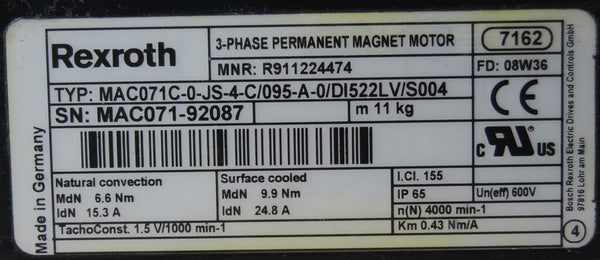 Rexroth
3-PHASE PERMANENT MAGNET MOTOR
7162
MNR: R911224474
FD: 08W36
TYP: MAC071C-0-JS-4-C/095-A-0/DI522LV/S004
SN: MAC071-92087
m 11 kg
CE
c RU US
Natural convection
MdN 6.6 Nm
IdN 15.3 A
Surface cooled
MdN 9.9 Nm
IdN 24.8 A
I.Cl. 155
IP 65
Un(eff) 600V
n(N) 4000 min-1
TachoConst. 1.5 V/1000 min-1
Km 0.43 Nm/A
4
Made in Germany
Bosch Rexroth Electric Drives and Controls GmbH
97816 Lohr am Main